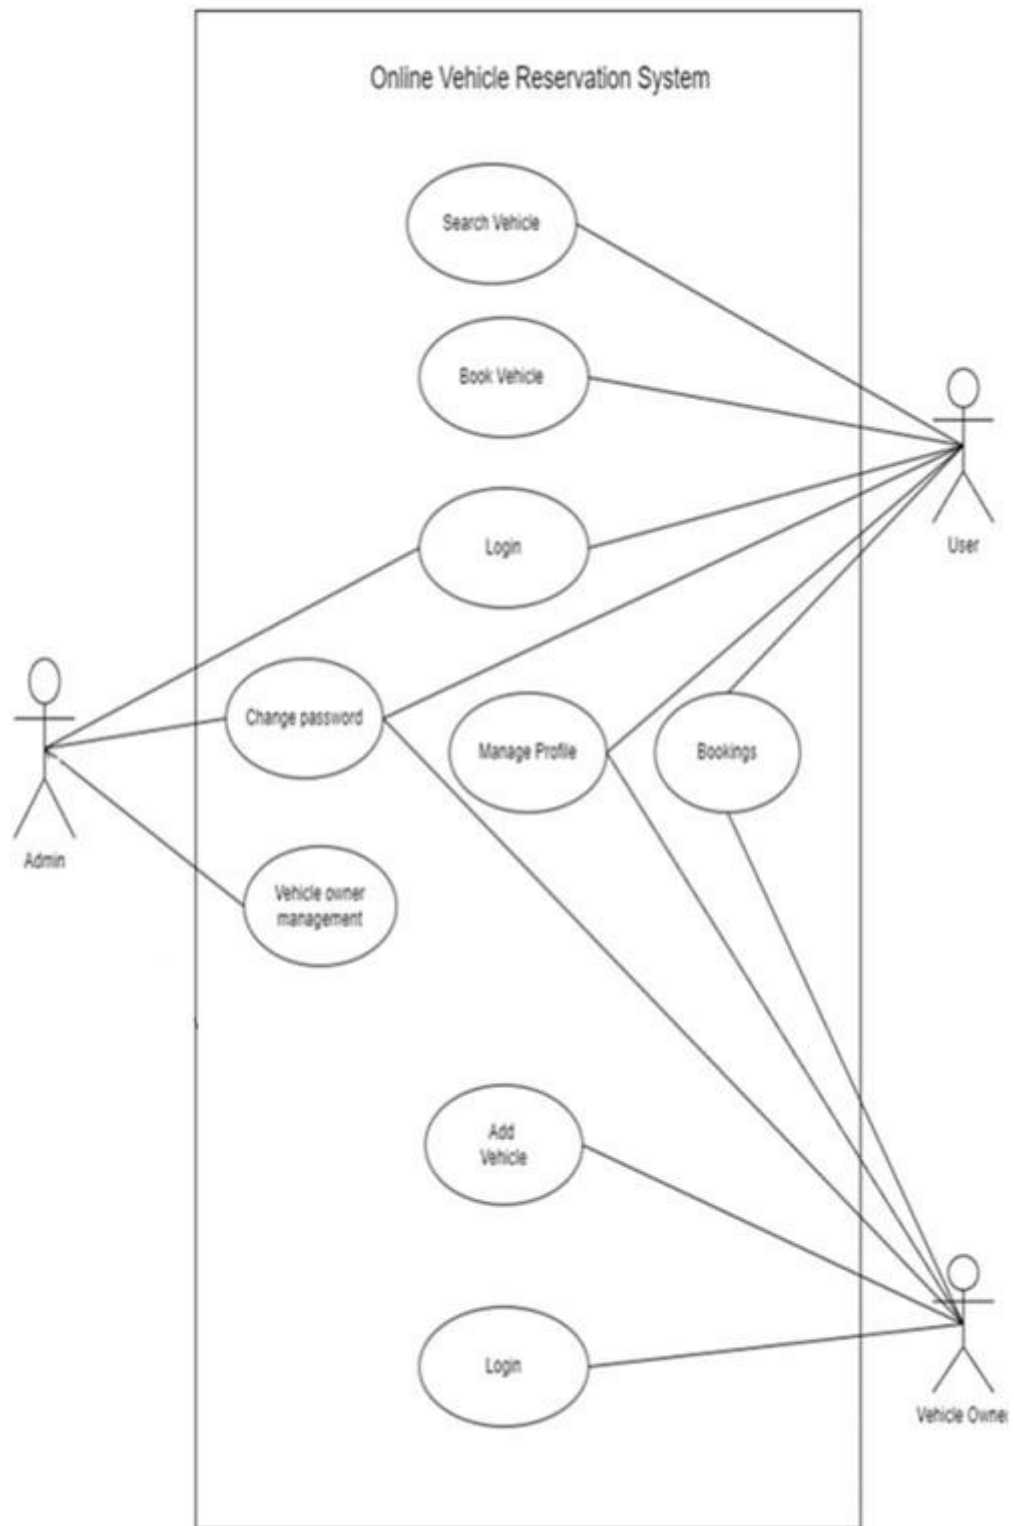 Online Vehicle Reservation System
Search Vehicle
Book Vehicle
Login
User
Change password
Manage Profile
Bookings
Admin
Vehicle owner
management
Add
Vehicle
Login
Vehicle Owne